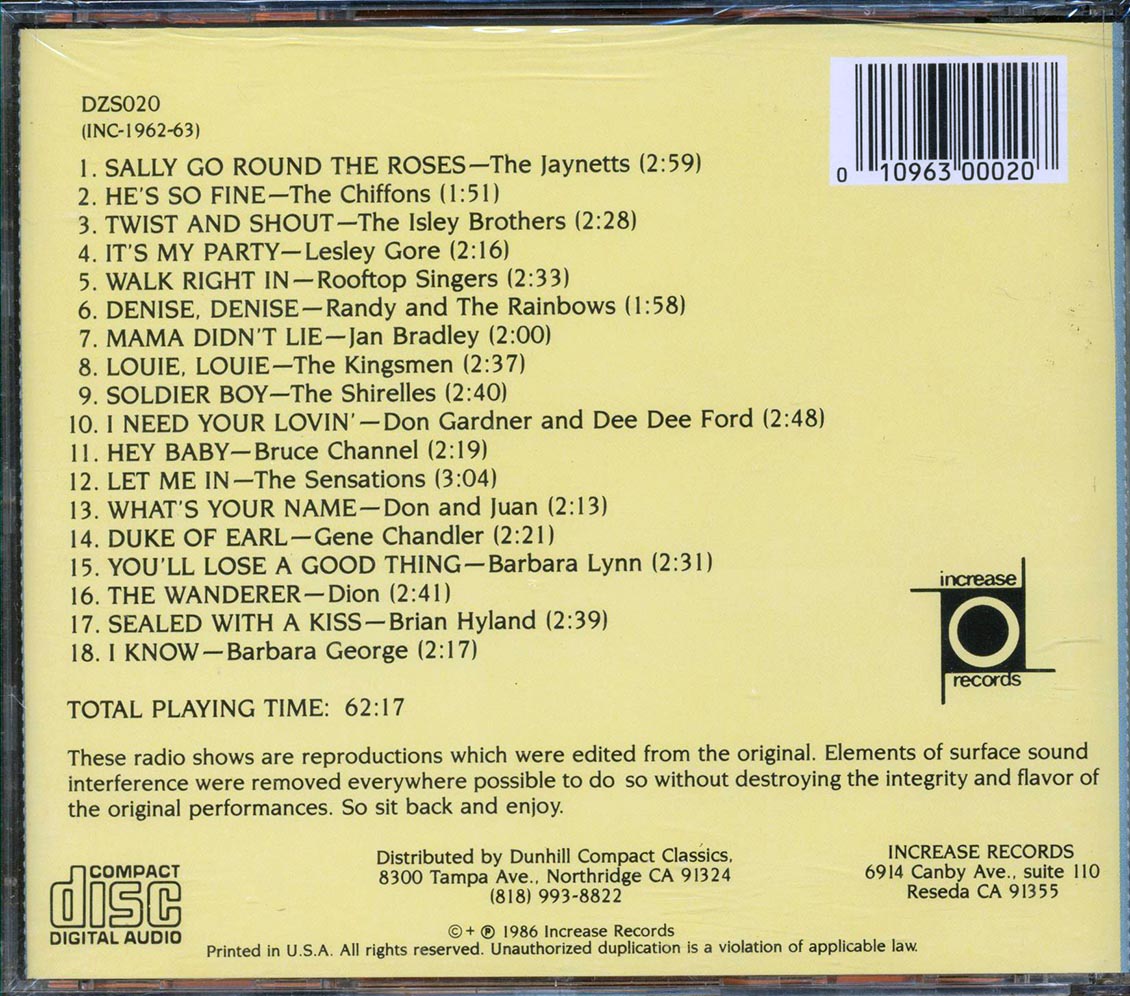 DZS020
(INC-1962-63)
0 10963 00020
1. SALLY GO ROUND THE ROSES—The Jaynetts (2:59)
2. HE'S SO FINE—The Chiffons (1:51)
3. TWIST AND SHOUT—The Isley Brothers (2:28)
4. IT'S MY PARTY—Lesley Gore (2:16)
5. WALK RIGHT IN—Rooftop Singers (2:33)
6. DENISE, DENISE—Randy and The Rainbows (1:58)
7. MAMA DIDN'T LIE—Jan Bradley (2:00)
8. LOUIE, LOUIE—The Kingsmen (2:37)
9. SOLDIER BOY—The Shirelles (2:40)
10. I NEED YOUR LOVIN'—Don Gardner and Dee Dee Ford (2:48)
11. HEY BABY—Bruce Channel (2:19)
12. LET ME IN—The Sensations (3:04)
13. WHAT'S YOUR NAME—Don and Juan (2:13)
14. DUKE OF EARL—Gene Chandler (2:21)
15. YOU'LL LOSE A GOOD THING—Barbara Lynn (2:31)
16. THE WANDERER—Dion (2:41)
17. SEALED WITH A KISS—Brian Hyland (2:39)
18. I KNOW—Barbara George (2:17)
increase
records
TOTAL PLAYING TIME: 62:17
These radio shows are reproductions which were edited from the original. Elements of surface sound
interference were removed everywhere possible to do so without destroying the integrity and flavor of
the original performances. So sit back and enjoy.
COMPACT
disc
DIGITAL AUDIO
Distributed by Dunhill Compact Classics,
8300 Tampa Ave., Northridge CA 91324
(818) 993-8822
INCREASE RECORDS
6914 Canby Ave., suite 110
Reseda CA 91355
© + ℗ 1986 Increase Records
Printed in U.S.A. All rights reserved. Unauthorized duplication is a violation of applicable law.